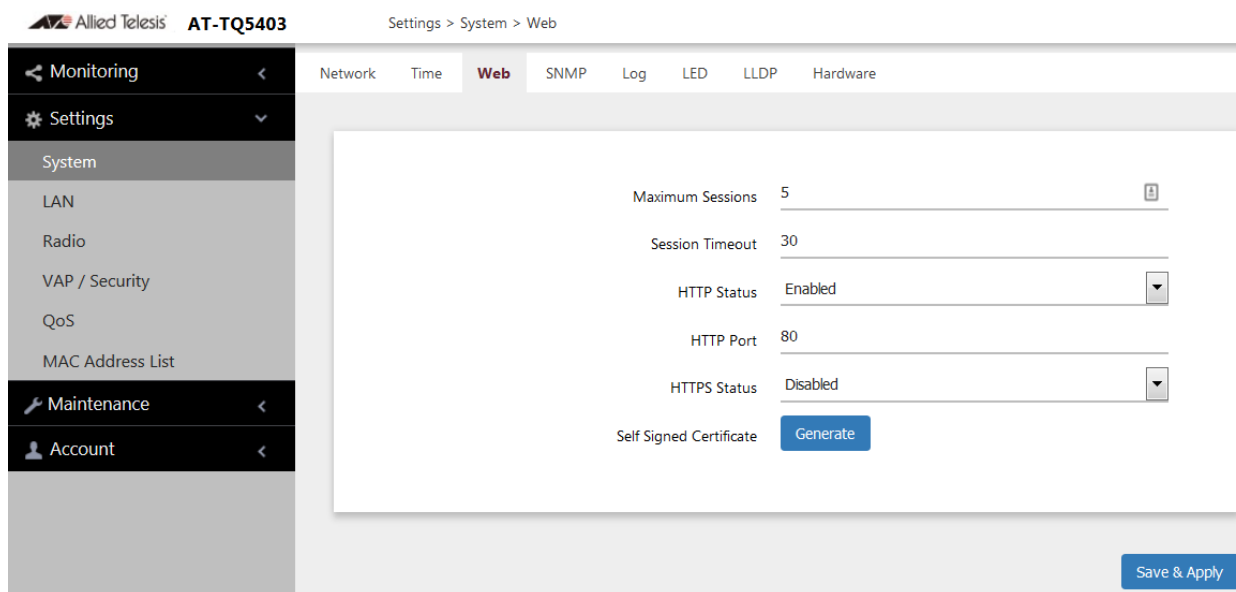 Allied Telesis AT-TQ5403 Settings > System > Web
Monitoring
Network Time Web SNMP Log LED LLDP Hardware
Settings
System
LAN
Radio
VAP / Security
QoS
MAC Address List
Maintenance
Account
Maximum Sessions 5
Session Timeout 30
HTTP Status Enabled
HTTP Port 80
HTTPS Status Disabled
Self Signed Certificate Generate
Save & Apply